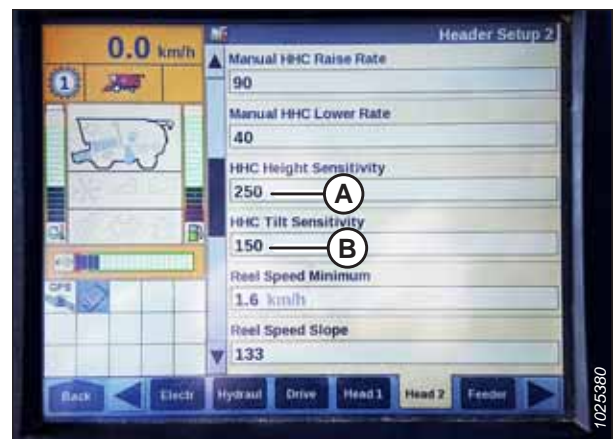 0.0 km/h
Header Setup 2
1
Manual HHC Raise Rate
90
Manual HHC Lower Rate
40
HHC Height Sensitivity
250
A
HHC Tilt Sensitivity
150
B
Reel Speed Minimum
1.6 km/h
Reel Speed Slope
133
GPS
Back
Electr
Hydraul
Drive
Head 1
Head 2
Feeder
1025380